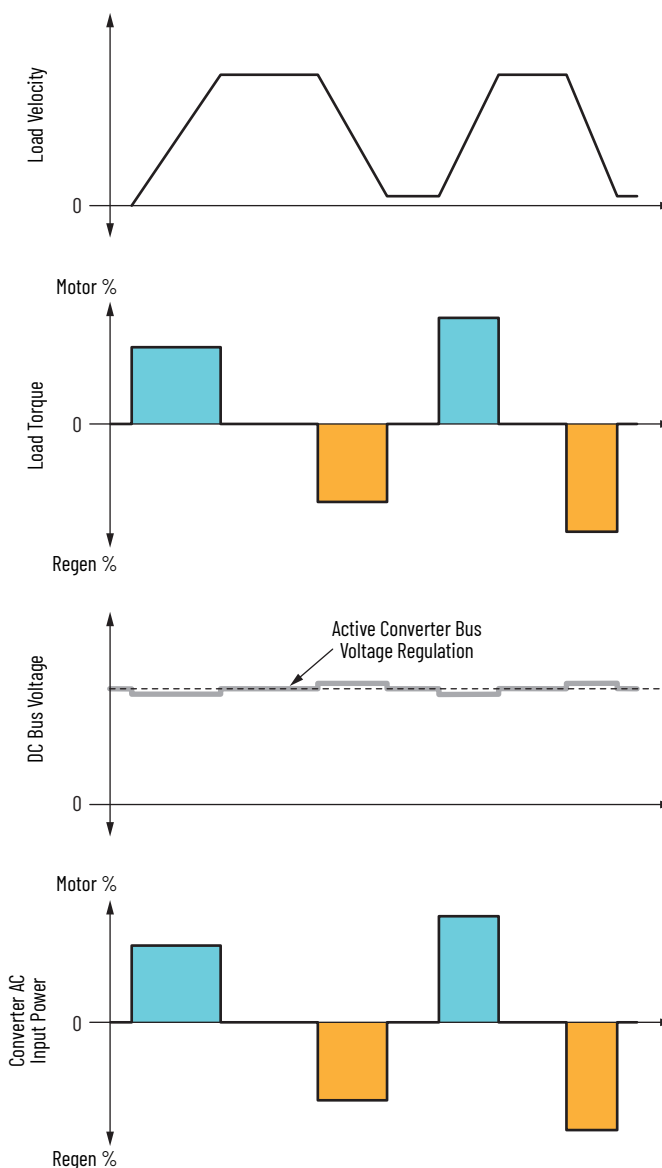 Load Velocity
0
Motor %
Load Torque
0
Regen %
Active Converter Bus
Voltage Regulation
DC Bus Voltage
0
Motor %
Converter AC
Input Power
0
Regen %